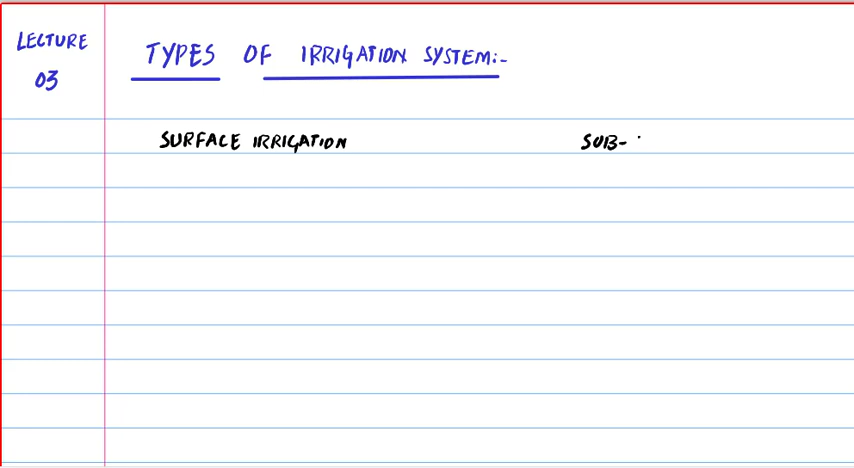 LECTURE
03
TYPES OF IRRIGATION SYSTEM:-
SURFACE IRRIGATION
SUB-